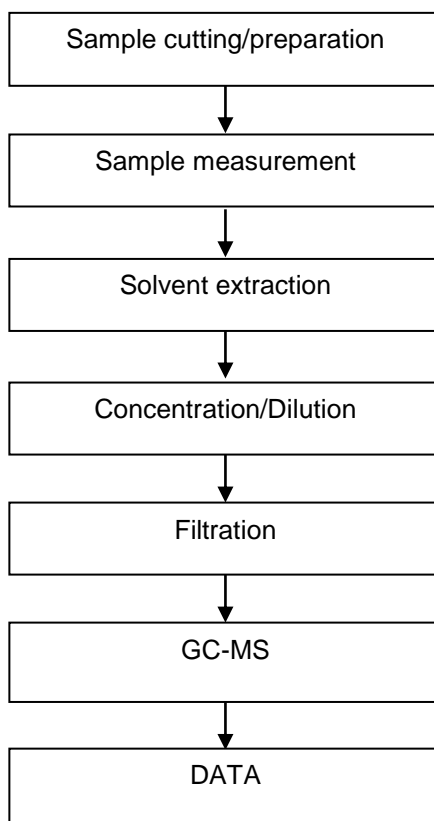 Sample cutting/preparation
Sample measurement
Solvent extraction
Concentration/Dilution
Filtration
GC-MS
DATA